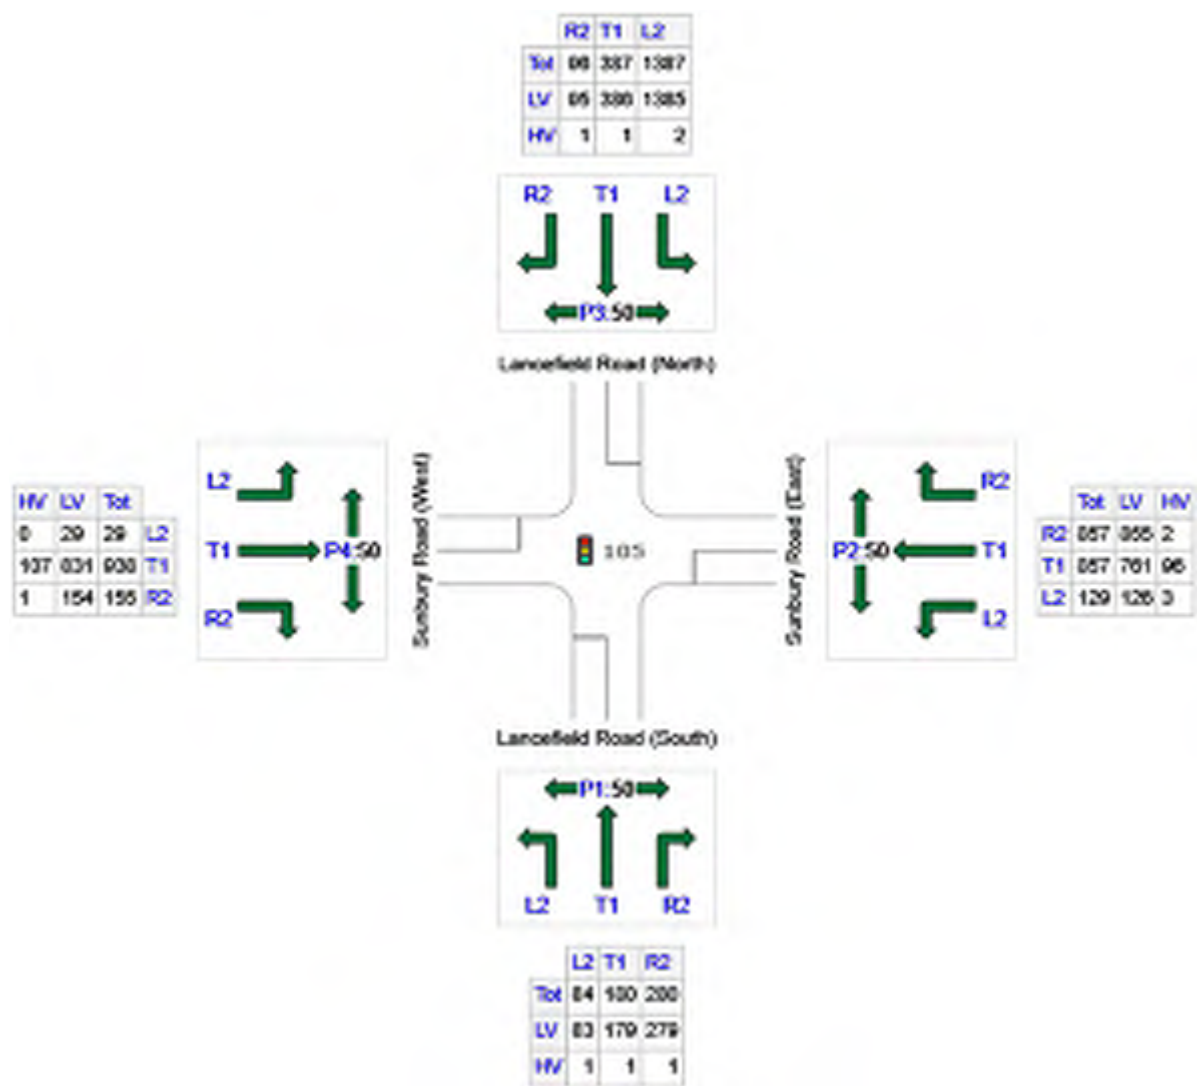 R2 T1 L2
Tot 387 1387
LV 386 1385
HV 1 1 2
R2 T1 L2
P3:50
Lancefield Road (North)
HV LV Tot
0 29 29 L2
107 831 938 T1
1 154 155 R2
L2
T1 P4:50
R2
Sunbury Road (West)
105
Sunbury Road (East)
R2
P2:50 T1
L2
Tot LV HV
R2 857 855 2
T1 857 761 96
L2 129 126 3
Lancefield Road (South)
P1:50
L2 T1 R2
L2 T1 R2
Tot 84 180 280
LV 83 179 279
HV 1 1 1